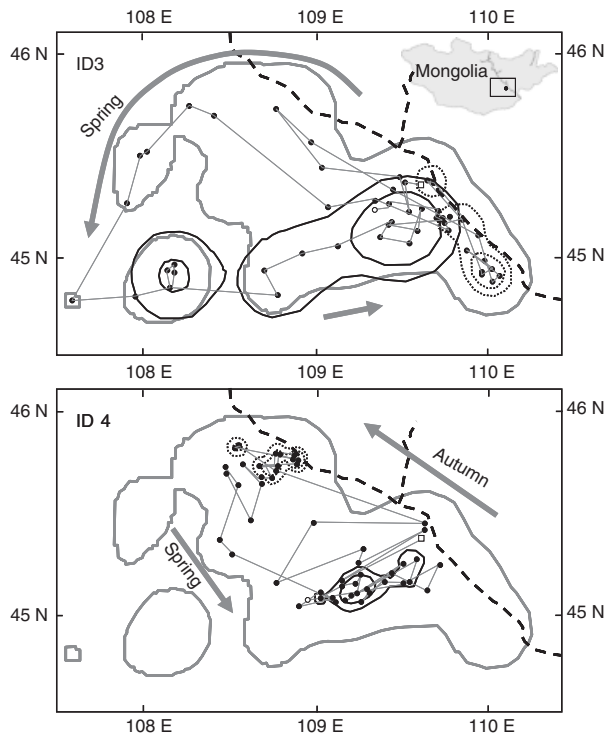 108 E 109 E 110 E
46 N 46 N
ID3
Mongolia
Spring
45 N 45 N
108 E 109 E 110 E
46 N 46 N
ID 4
Autumn
Spring
45 N 45 N
108 E 109 E 110 E